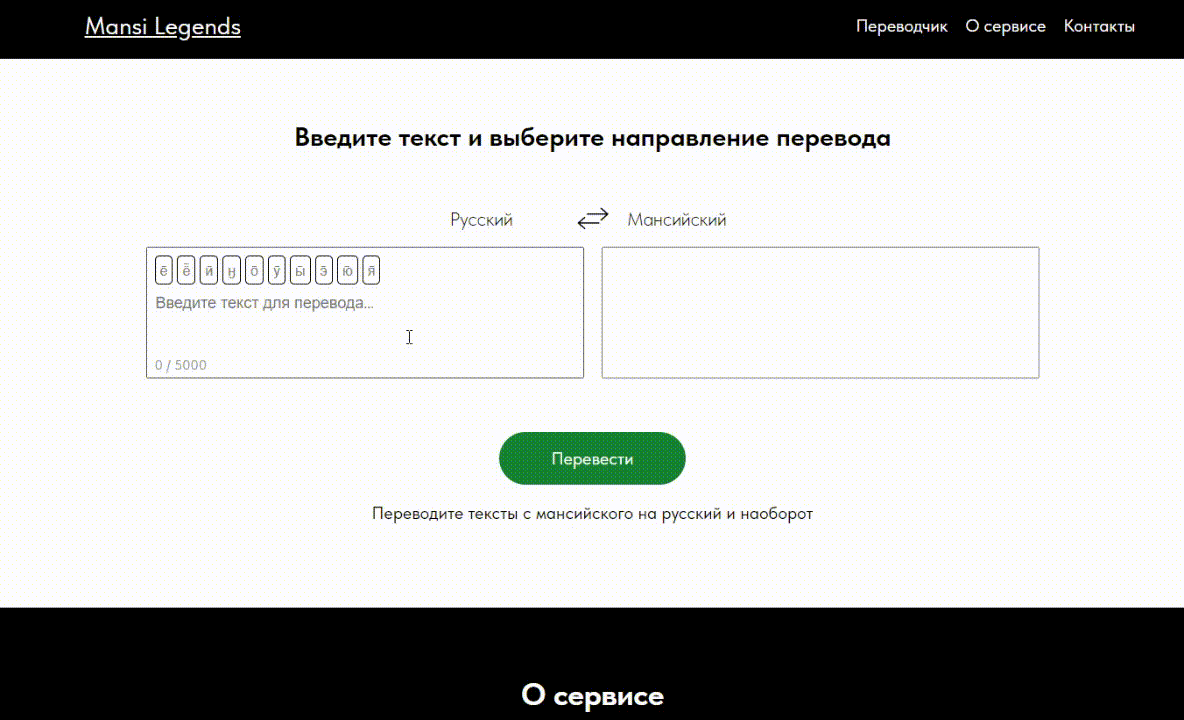 Mansi Legends
Переводчик О сервисе Контакты
Введите текст и выберите направление перевода
Русский Мансийский
ē ё̄ ӣ ӈ о̄ ӯ ы̄ э̄ ю̄ я̄
Введите текст для перевода...
0 / 5000
Перевести
Переводите тексты с мансийского на русский и наоборот
О сервисе